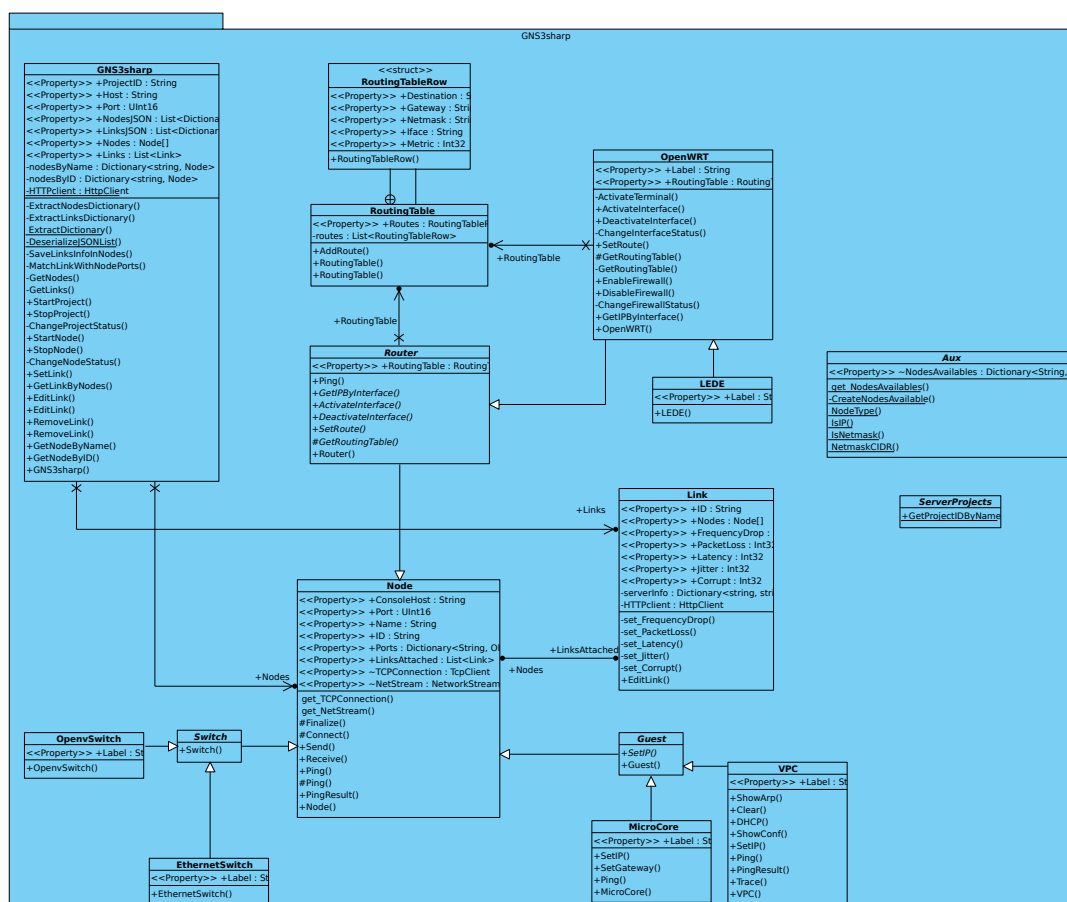 GNS3sharp
GNS3sharp
<<Property>> +ProjectID : String
<<Property>> +Host : String
<<Property>> +Port : UInt16
<<Property>> +NodesJSON : List<Dictiona
<<Property>> +LinksJSON : List<Dictionar
<<Property>> +Nodes : Node[]
<<Property>> +Links : List<Link>
-nodesByName : Dictionary<string, Node>
-nodesByID : Dictionary<string, Node>
-HTTPclient : HttpClient
-ExtractNodesDictionary()
-ExtractLinksDictionary()
ExtractDictionary()
-DeserializeJSONList()
-SaveLinksInfoInNodes()
-MatchLinkWithNodePorts()
-GetNodes()
-GetLinks()
+StartProject()
+StopProject()
-ChangeProjectStatus()
+StartNode()
+StopNode()
-ChangeNodeStatus()
+SetLink()
+GetLinkByNodes()
+EditLink()
+EditLink()
+RemoveLink()
+RemoveLink()
+GetNodeByName()
+GetNodeByID()
+GNS3sharp()
<<struct>>
RoutingTableRow
<<Property>> +Destination : S
<<Property>> +Gateway : Stri
<<Property>> +Netmask : Stri
<<Property>> +Iface : String
<<Property>> +Metric : Int32
+RoutingTableRow()
RoutingTable
<<Property>> +Routes : RoutingTableR
-routes : List<RoutingTableRow>
+AddRoute()
+RoutingTable()
+RoutingTable()
+RoutingTable
+RoutingTable
OpenWRT
<<Property>> +Label : String
<<Property>> +RoutingTable : RoutingT
-ActivateTerminal()
+ActivateInterface()
+DeactivateInterface()
-ChangeInterfaceStatus()
+SetRoute()
#GetRoutingTable()
-GetRoutingTable()
+EnableFirewall()
+DisableFirewall()
-ChangeFirewallStatus()
+GetIPByInterface()
+OpenWRT()
Router
<<Property>> +RoutingTable : RoutingT
+Ping()
+GetIPByInterface()
+ActivateInterface()
+DeactivateInterface()
+SetRoute()
#GetRoutingTable()
+Router()
LEDE
<<Property>> +Label : St
+LEDE()
Aux
<<Property>> ~NodesAvailables : Dictionary<String,
get_NodesAvailables()
-CreateNodesAvailable()
NodeType()
IsIP()
IsNetmask()
NetmaskCIDR()
ServerProjects
+GetProjectIDByName
Link
<<Property>> +ID : String
<<Property>> +Nodes : Node[]
<<Property>> +FrequencyDrop :
<<Property>> +PacketLoss : Int32
<<Property>> +Latency : Int32
<<Property>> +Jitter : Int32
<<Property>> +Corrupt : Int32
-serverInfo : Dictionary<string, stri
-HTTPclient : HttpClient
-set_FrequencyDrop()
-set_PacketLoss()
-set_Latency()
-set_Jitter()
-set_Corrupt()
+EditLink()
+Links
+LinksAttached
+Nodes
+Nodes
Node
<<Property>> +ConsoleHost : String
<<Property>> +Port : UInt16
<<Property>> +Name : String
<<Property>> +ID : String
<<Property>> +Ports : Dictionary<String, Ol
<<Property>> +LinksAttached : List<Link>
<<Property>> ~TCPConnection : TcpClient
<<Property>> ~NetStream : NetworkStream
get_TCPConnection()
get_NetStream()
#Finalize()
#Connect()
+Send()
+Receive()
+Ping()
#Ping()
+PingResult()
+Node()
OpenvSwitch
<<Property>> +Label : St
+OpenvSwitch()
Switch
+Switch()
EthernetSwitch
<<Property>> +Label : St
+EthernetSwitch()
Guest
+SetIP()
+Guest()
MicroCore
<<Property>> +Label : St
+SetIP()
+SetGateway()
+Ping()
+MicroCore()
VPC
<<Property>> +Label : St
+ShowArp()
+Clear()
+DHCP()
+ShowConf()
+SetIP()
+Ping()
+PingResult()
+Trace()
+VPC()